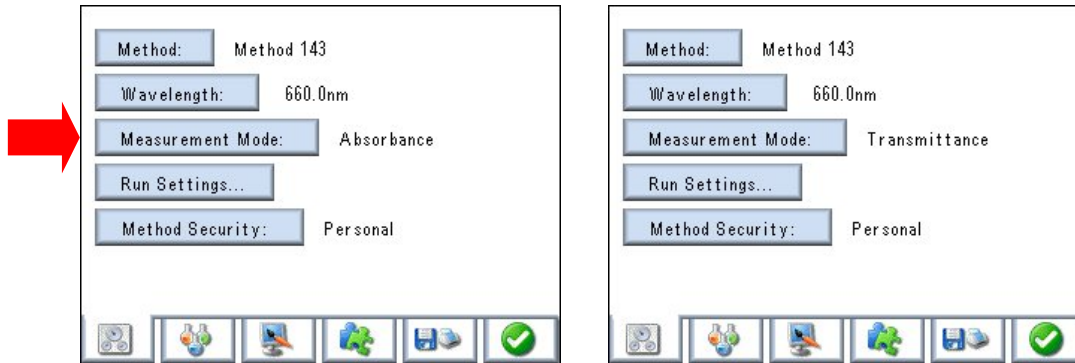 Method: Method 143
Wavelength: 660.0nm
Measurement Mode: Absorbance
Run Settings...
Method Security: Personal
Method: Method 143
Wavelength: 660.0nm
Measurement Mode: Transmittance
Run Settings...
Method Security: Personal